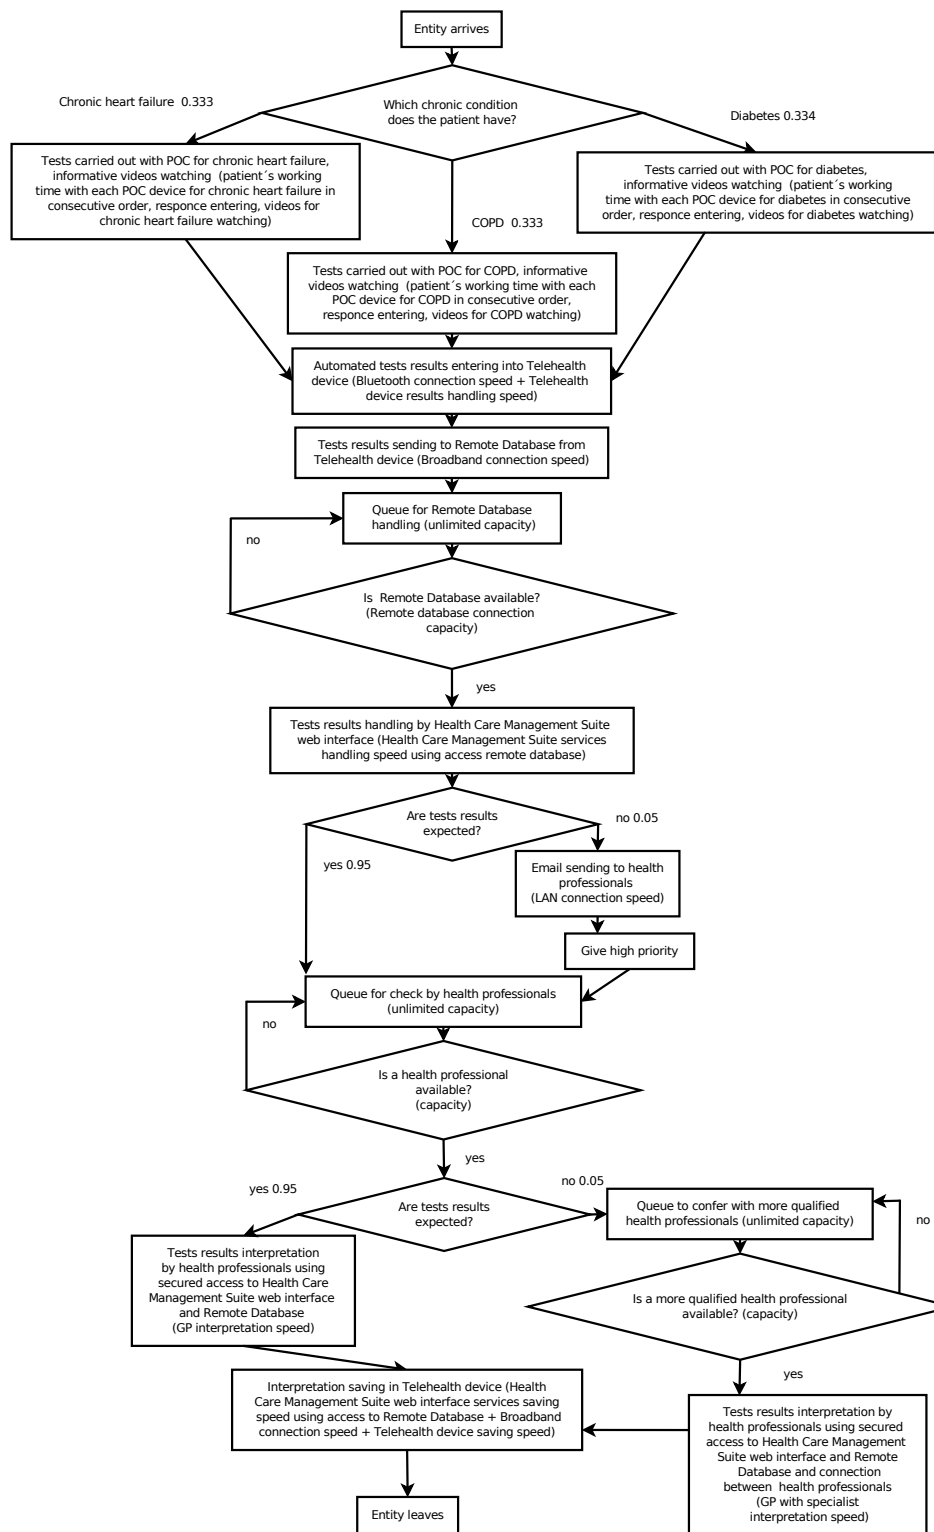 Entity arrives
Which chronic condition
does the patient have?
Chronic heart failure 0.333
Diabetes 0.334
Tests carried out with POC for chronic heart failure,
informative videos watching (patient´s working
time with each POC device for chronic heart failure in
consecutive order, responce entering, videos for
chronic heart failure watching)
Tests carried out with POC for diabetes,
informative videos watching (patient´s working
time with each POC device for diabetes in consecutive
order, responce entering, videos for diabetes watching)
COPD 0.333
Tests carried out with POC for COPD, informative
videos watching (patient´s working time with each
POC device for COPD in consecutive order,
responce entering, videos for COPD watching)
Automated tests results entering into Telehealth
device (Bluetooth connection speed + Telehealth
device results handling speed)
Tests results sending to Remote Database from
Telehealth device (Broadband connection speed)
Queue for Remote Database
handling (unlimited capacity)
no
Is Remote Database available?
(Remote database connection
capacity)
yes
Tests results handling by Health Care Management Suite
web interface (Health Care Management Suite services
handling speed using access remote database)
Are tests results
expected?
no 0.05
yes 0.95
Email sending to health
professionals
(LAN connection speed)
Give high priority
Queue for check by health professionals
(unlimited capacity)
no
Is a health professional
available?
(capacity)
yes
yes 0.95
no 0.05
Are tests results
expected?
Queue to confer with more qualified
health professionals (unlimited capacity)
no
Tests results interpretation
by health professionals using
secured access to Health Care
Management Suite web interface
and Remote Database
(GP interpretation speed)
Is a more qualified health professional
available? (capacity)
yes
Interpretation saving in Telehealth device (Health
Care Management Suite web interface services saving
speed using access to Remote Database + Broadband
connection speed + Telehealth device saving speed)
Tests results interpretation by
health professionals using secured
access to Health Care Management
Suite web interface and Remote
Database and connection
between health professionals
(GP with specialist
interpretation speed)
Entity leaves